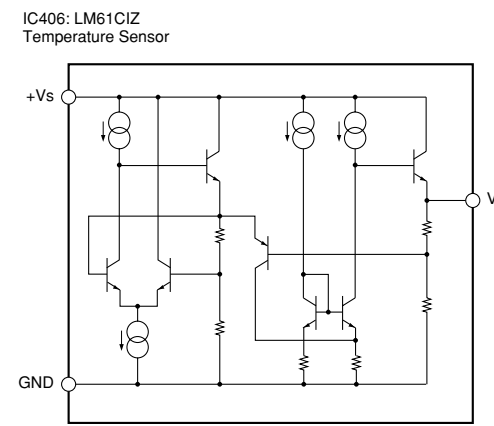 IC406: LM61CIZ
Temperature Sensor
+Vs
V
GND